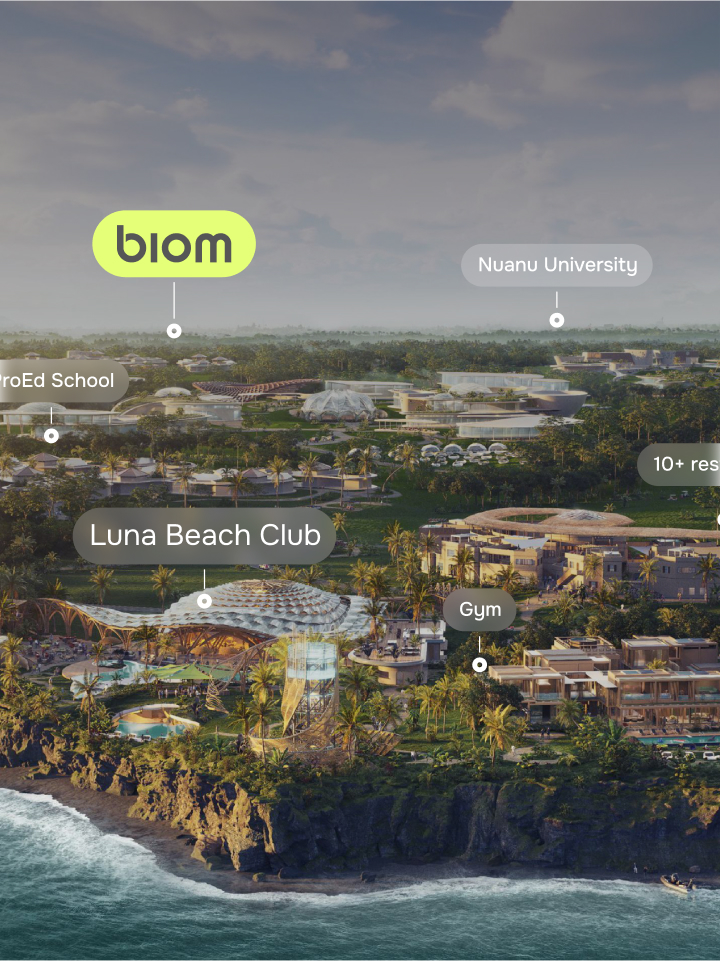 biom
Nuanu University
ProEd School
10+ res
Luna Beach Club
Gym